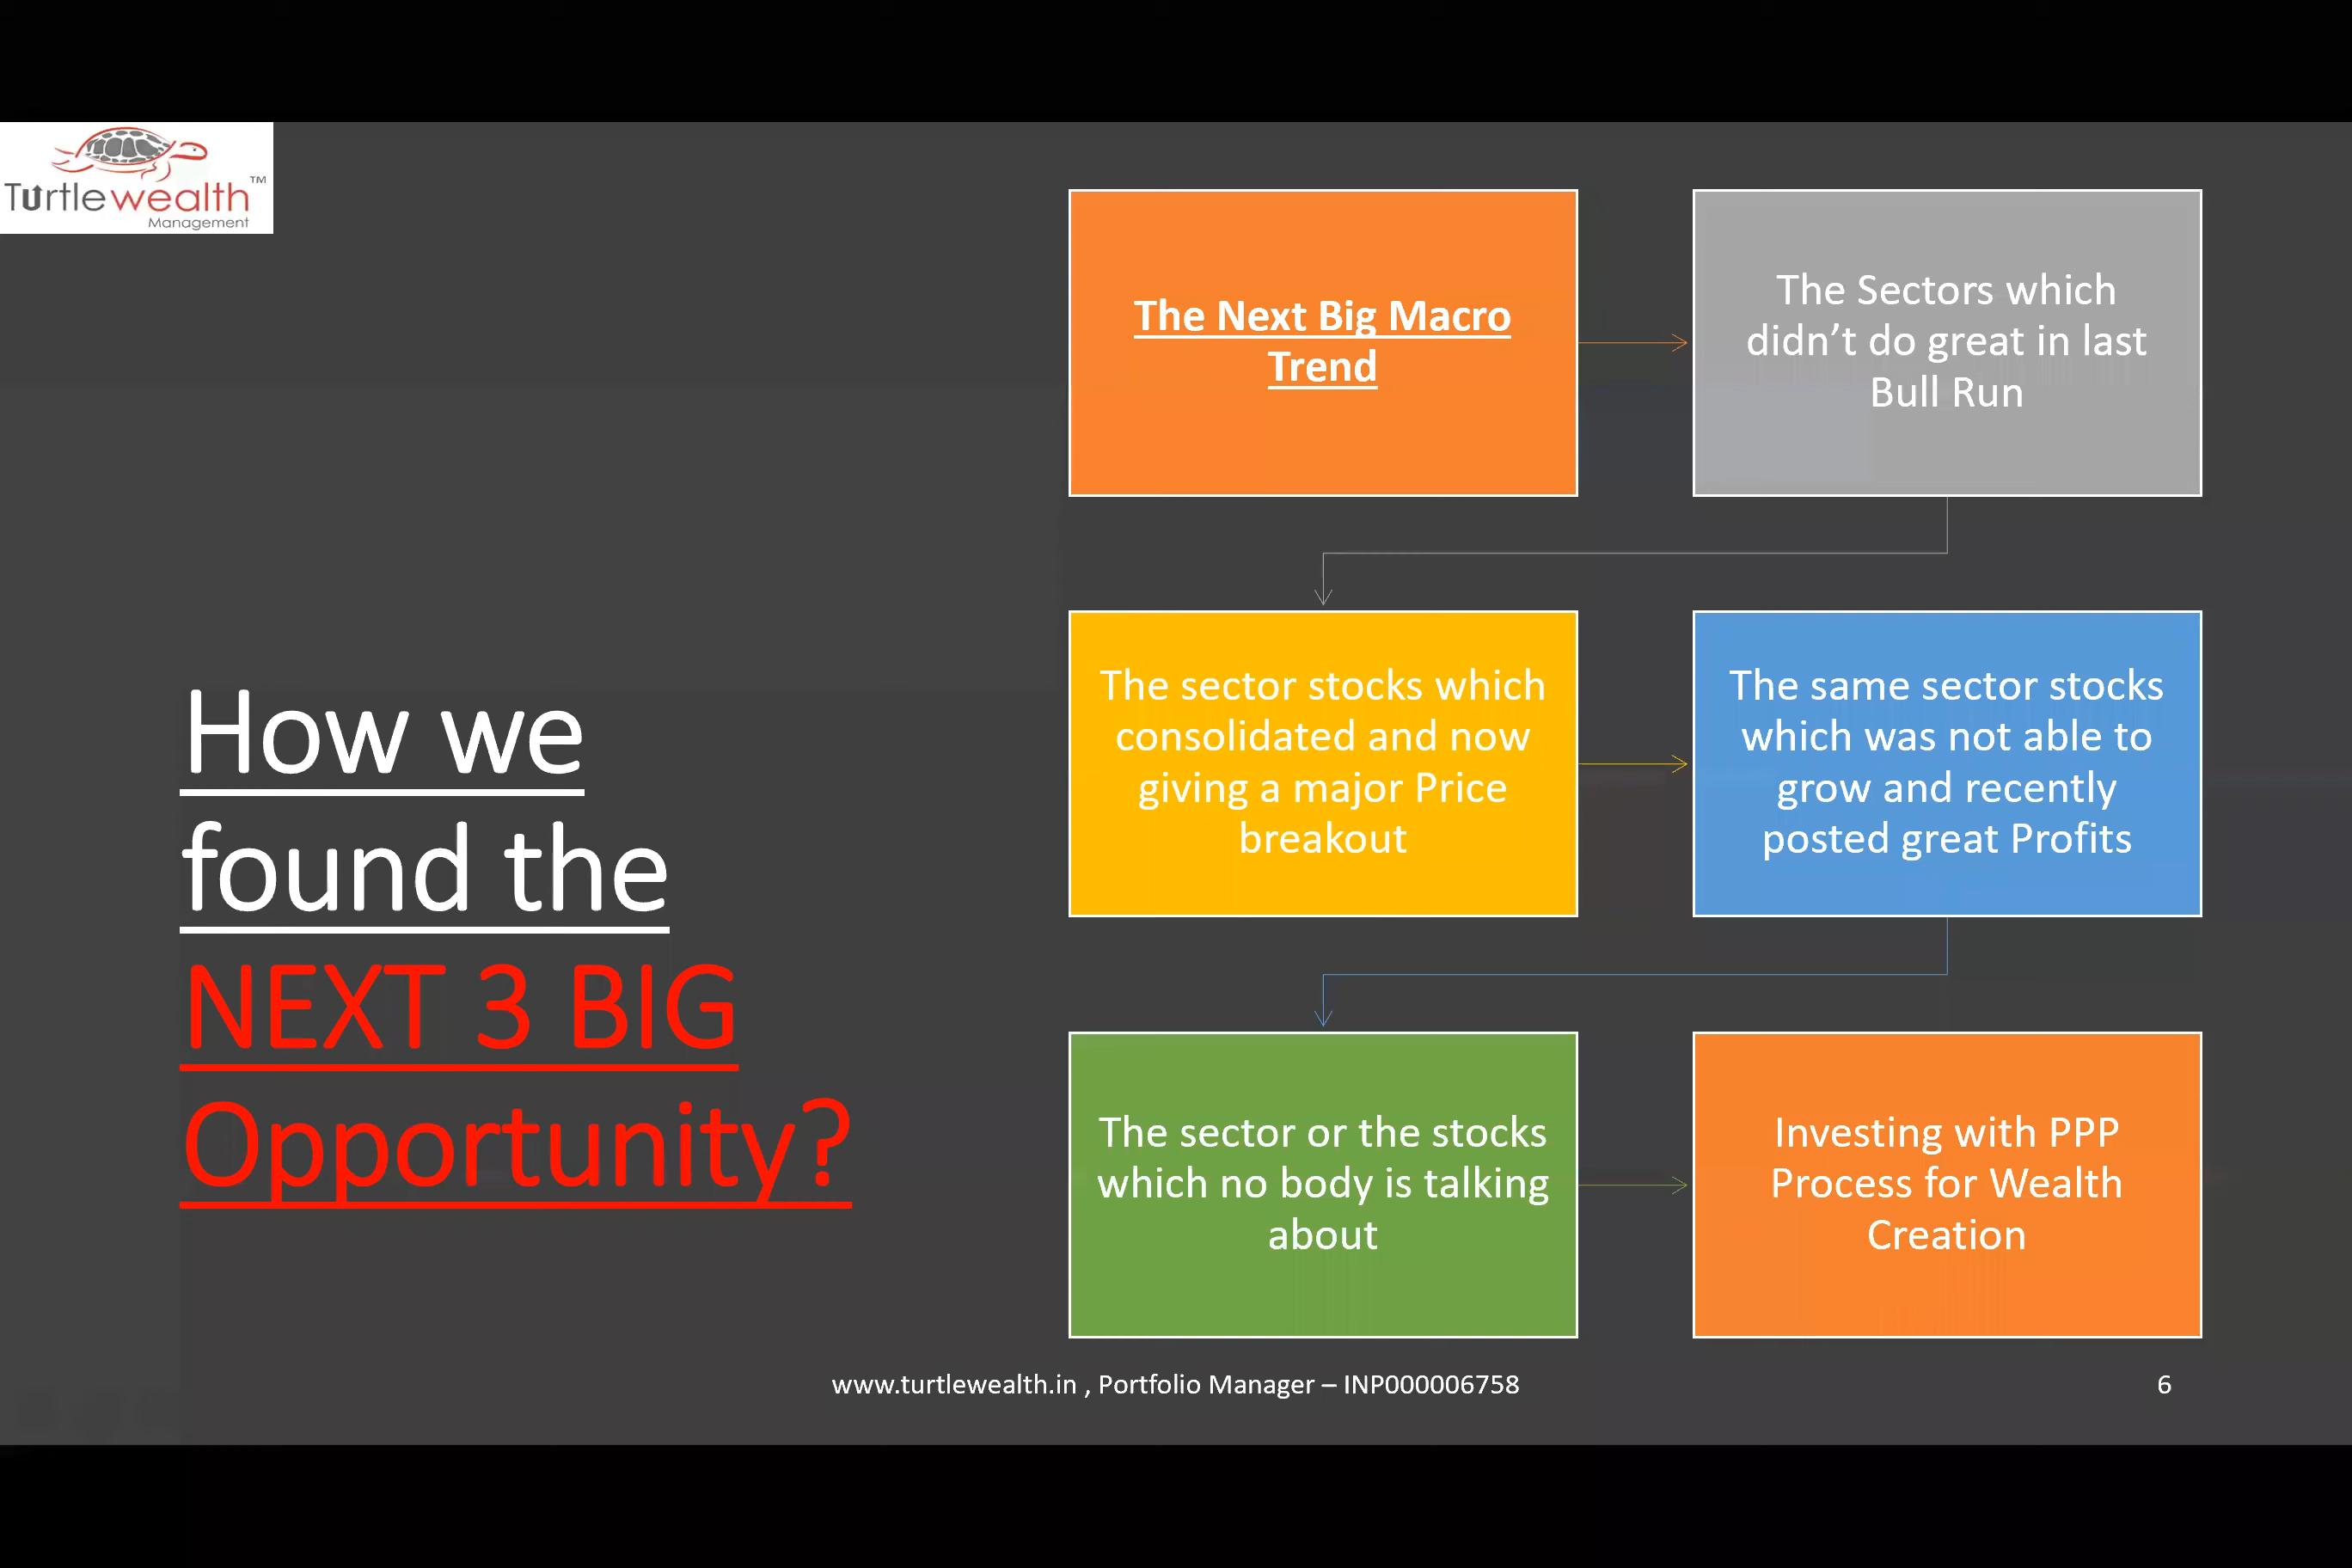 Turtlewealth™
Management
How we
found the
NEXT 3 BIG
Opportunity?
The Next Big Macro
Trend
The Sectors which
didn't do great in last
Bull Run
The sector stocks which
consolidated and now
giving a major Price
breakout
The same sector stocks
which was not able to
grow and recently
posted great Profits
The sector or the stocks
which no body is talking
about
Investing with PPP
Process for Wealth
Creation
www.turtlewealth.in , Portfolio Manager – INP000006758
6